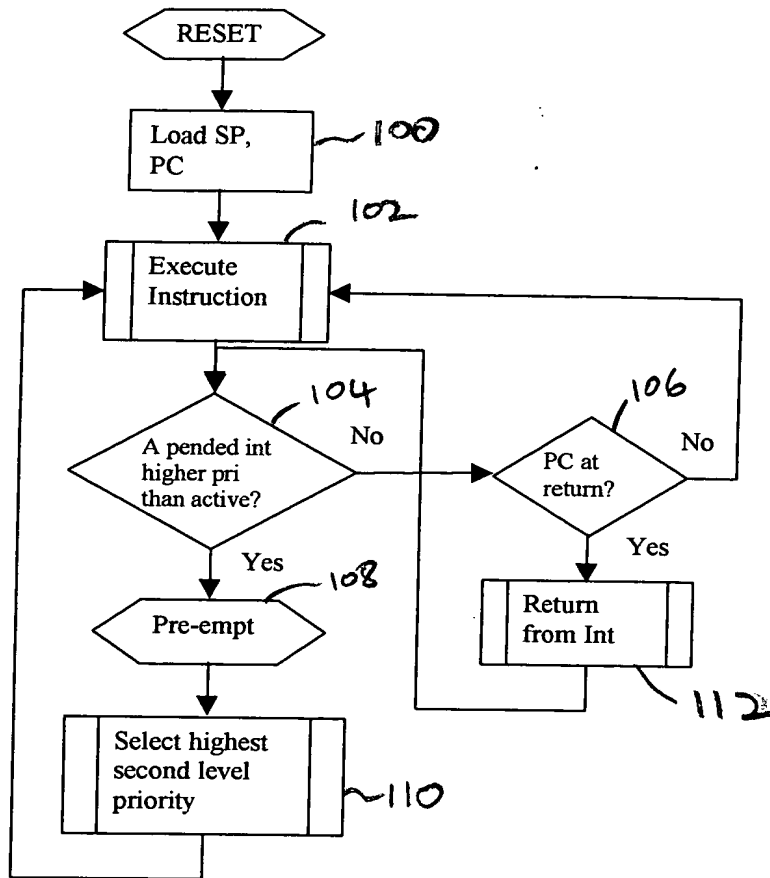 RESET
Load SP,
PC
100
102
Execute
Instruction
104
A pended int
higher pri
than active?
No
106
PC at
return?
No
Yes
Yes
108
Pre-empt
Return
from Int
112
Select highest
second level
priority
110